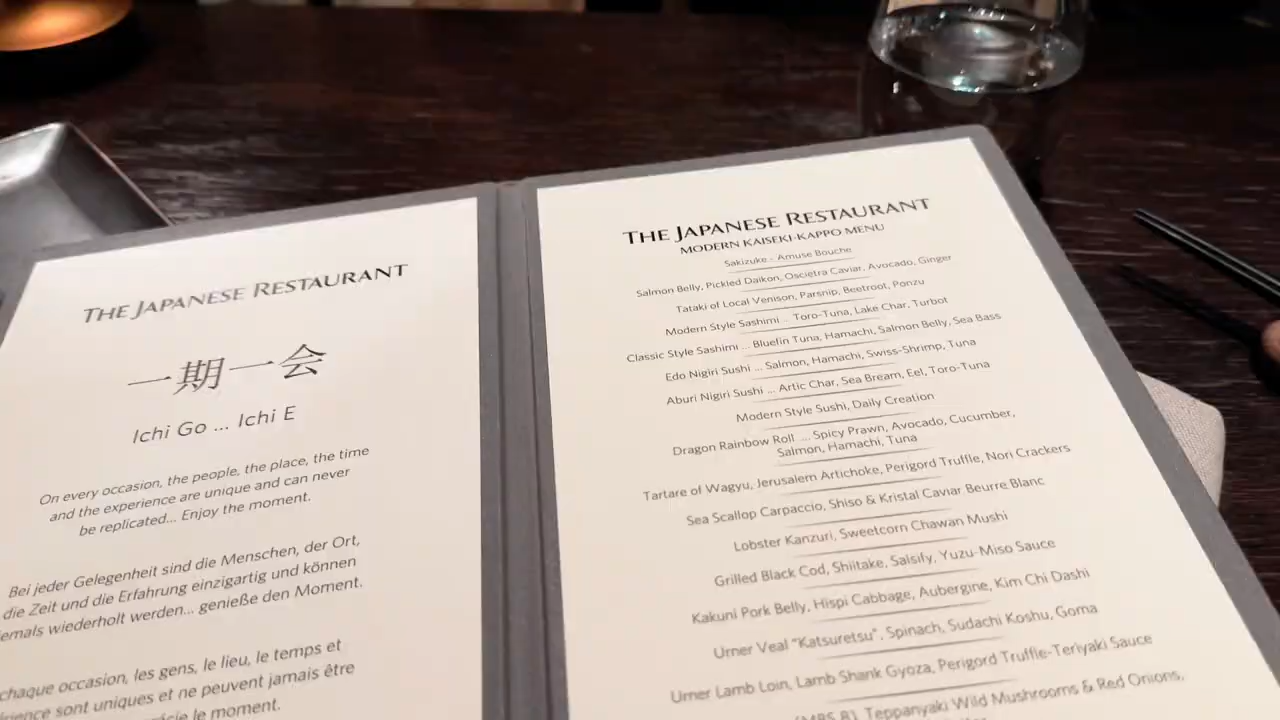 THE JAPANESE RESTAURANT
一期一会
Ichi Go ... Ichi E
On every occasion, the people, the place, the time
and the experience are unique and can never
be replicated... Enjoy the moment.
Bei jeder Gelegenheit sind die Menschen, der Ort,
die Zeit und die Erfahrung einzigartig und können
iemals wiederholt werden... genieße den Moment.
chaque occasion, les gens, le lieu, le temps et
rience sont uniques et ne peuvent jamais être
le moment.
THE JAPANESE RESTAURANT
MODERN KAISEKI-KAPPO MENU
Sakizuke - Amuse Bouche
Salmon Belly, Pickled Daikon, Oscietra Caviar, Avocado, Ginger
Tataki of Local Venison, Parsnip, Beetroot, Ponzu
Modern Style Sashimi ... Toro-Tuna, Lake Char, Turbot
Classic Style Sashimi ... Bluefin Tuna, Hamachi, Salmon Belly, Sea Bass
Edo Nigiri Sushi ... Salmon, Hamachi, Swiss-Shrimp, Tuna
Aburi Nigiri Sushi ... Artic Char, Sea Bream, Eel, Toro-Tuna
Modern Style Sushi, Daily Creation
Dragon Rainbow Roll ... Spicy Prawn, Avocado, Cucumber,
Salmon, Hamachi, Tuna
Tartare of Wagyu, Jerusalem Artichoke, Perigord Truffle, Nori Crackers
Sea Scallop Carpaccio, Shiso & Kristal Caviar Beurre Blanc
Lobster Kanzuri, Sweetcorn Chawan Mushi
Grilled Black Cod, Shiitake, Salsify, Yuzu-Miso Sauce
Kakuni Pork Belly, Hispi Cabbage, Aubergine, Kim Chi Dashi
Urner Veal "Katsuretsu", Spinach, Sudachi Koshu, Goma
Urner Lamb Loin, Lamb Shank Gyoza, Perigord Truffle-Teriyaki Sauce
(MBS 8), Teppanyaki Wild Mushrooms & Red Onions,